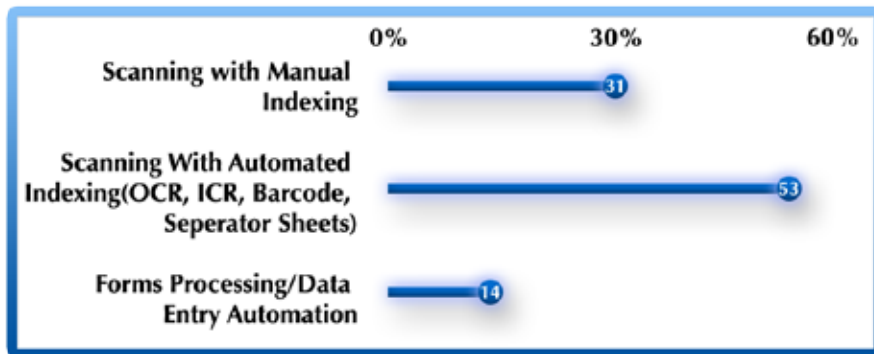 0% 30% 60%
Scanning with Manual
Indexing
31
Scanning With Automated
Indexing(OCR, ICR, Barcode,
Seperator Sheets)
53
Forms Processing/Data
Entry Automation
14